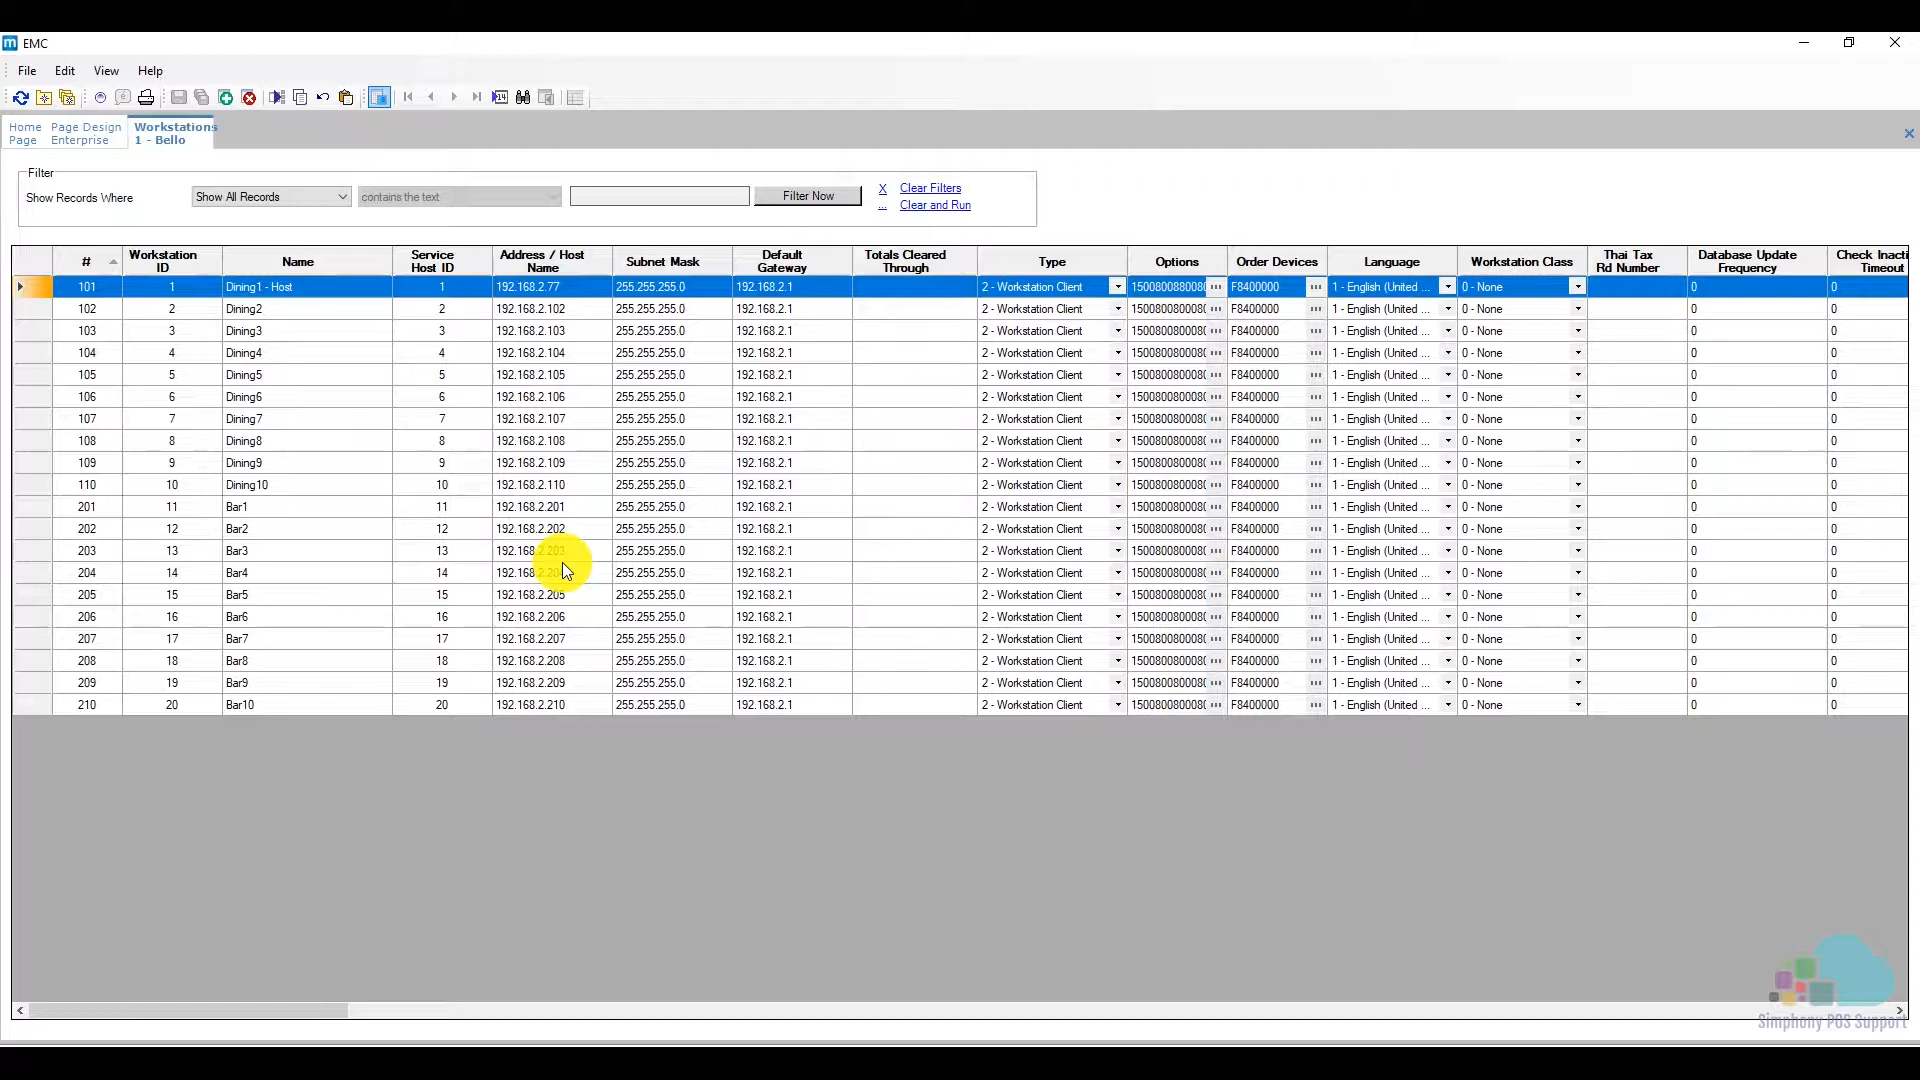 EMC
File Edit View Help
Home Page
Page Design Enterprise
Workstations 1 - Bello
Filter
Show Records Where Show All Records contains the text Filter Now X Clear Filters
... Clear and Run
# Workstation ID Name Service Host ID Address / Host Name Subnet Mask Default Gateway Totals Cleared Through Type Options Order Devices Language Workstation Class Thai Tax Rd Number Database Update Frequency Check Inacti Timeout
101 1 Dining1 - Host 1 192.168.2.77 255.255.255.0 192.168.2.1 2 - Workstation Client 150080088008( ... F8400000 ... 1 - English (United ... 0 - None 0 0
102 2 Dining2 2 192.168.2.102 255.255.255.0 192.168.2.1 2 - Workstation Client 150080080008( ... F8400000 ... 1 - English (United ... 0 - None 0 0
103 3 Dining3 3 192.168.2.103 255.255.255.0 192.168.2.1 2 - Workstation Client 150080080008( ... F8400000 ... 1 - English (United ... 0 - None 0 0
104 4 Dining4 4 192.168.2.104 255.255.255.0 192.168.2.1 2 - Workstation Client 150080080008( ... F8400000 ... 1 - English (United ... 0 - None 0 0
105 5 Dining5 5 192.168.2.105 255.255.255.0 192.168.2.1 2 - Workstation Client 150080080008( ... F8400000 ... 1 - English (United ... 0 - None 0 0
106 6 Dining6 6 192.168.2.106 255.255.255.0 192.168.2.1 2 - Workstation Client 150080080008( ... F8400000 ... 1 - English (United ... 0 - None 0 0
107 7 Dining7 7 192.168.2.107 255.255.255.0 192.168.2.1 2 - Workstation Client 150080080008( ... F8400000 ... 1 - English (United ... 0 - None 0 0
108 8 Dining8 8 192.168.2.108 255.255.255.0 192.168.2.1 2 - Workstation Client 150080080008( ... F8400000 ... 1 - English (United ... 0 - None 0 0
109 9 Dining9 9 192.168.2.109 255.255.255.0 192.168.2.1 2 - Workstation Client 150080080008( ... F8400000 ... 1 - English (United ... 0 - None 0 0
110 10 Dining10 10 192.168.2.110 255.255.255.0 192.168.2.1 2 - Workstation Client 150080080008( ... F8400000 ... 1 - English (United ... 0 - None 0 0
201 11 Bar1 11 192.168.2.201 255.255.255.0 192.168.2.1 2 - Workstation Client 150080080008( ... F8400000 ... 1 - English (United ... 0 - None 0 0
202 12 Bar2 12 192.168.2.202 255.255.255.0 192.168.2.1 2 - Workstation Client 150080080008( ... F8400000 ... 1 - English (United ... 0 - None 0 0
203 13 Bar3 13 192.168.2.203 255.255.255.0 192.168.2.1 2 - Workstation Client 150080080008( ... F8400000 ... 1 - English (United ... 0 - None 0 0
204 14 Bar4 14 255.255.255.0 192.168.2.1 2 - Workstation Client 150080080008( ... F8400000 ... 1 - English (United ... 0 - None 0 0
205 15 Bar5 15 192.168.2.205 255.255.255.0 192.168.2.1 2 - Workstation Client 150080080008( ... F8400000 ... 1 - English (United ... 0 - None 0 0
206 16 Bar6 16 192.168.2.206 255.255.255.0 192.168.2.1 2 - Workstation Client 150080080008( ... F8400000 ... 1 - English (United ... 0 - None 0 0
207 17 Bar7 17 192.168.2.207 255.255.255.0 192.168.2.1 2 - Workstation Client 150080080008( ... F8400000 ... 1 - English (United ... 0 - None 0 0
208 18 Bar8 18 192.168.2.208 255.255.255.0 192.168.2.1 2 - Workstation Client 150080080008( ... F8400000 ... 1 - English (United ... 0 - None 0 0
209 19 Bar9 19 192.168.2.209 255.255.255.0 192.168.2.1 2 - Workstation Client 150080080008( ... F8400000 ... 1 - English (United ... 0 - None 0 0
210 20 Bar10 20 192.168.2.210 255.255.255.0 192.168.2.1 2 - Workstation Client 150080080008( ... F8400000 ... 1 - English (United ... 0 - None 0 0
Simphony POS Support